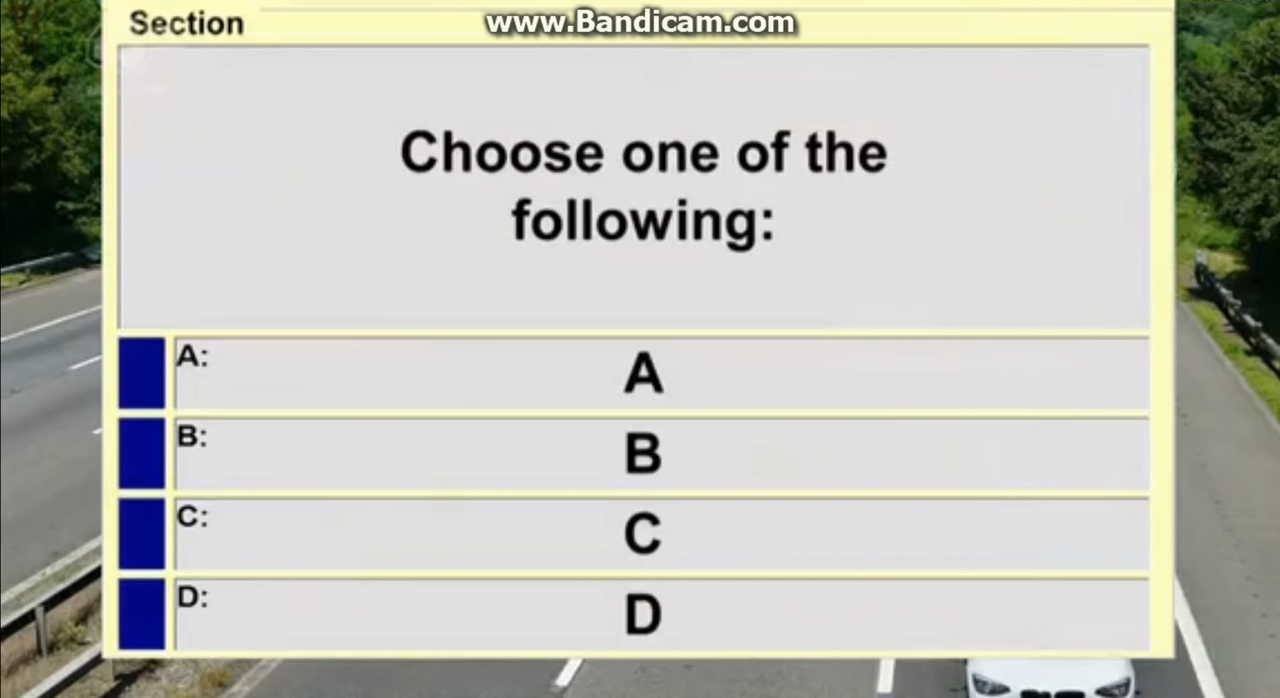 Section
www.Bandicam.com
Choose one of the
following:
A:
A
B:
B
C:
C
D:
D